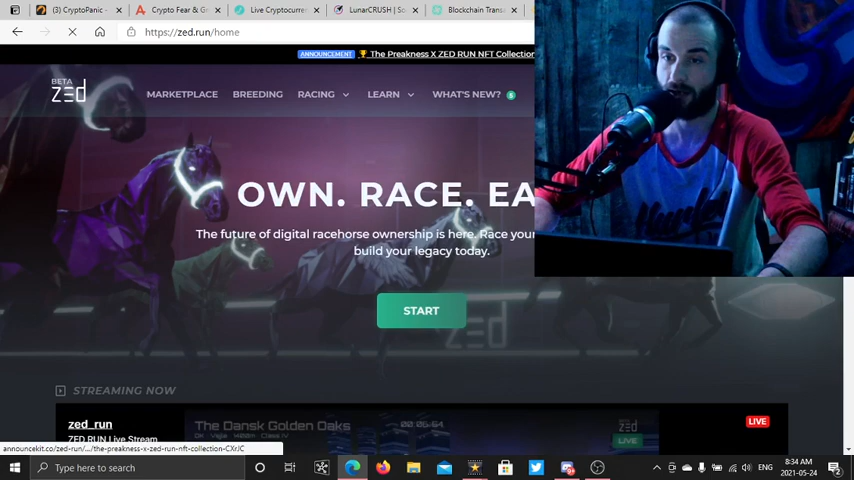 (3) CryptoPanic -
Crypto Fear & G
Live Cryptocurre
LunarCRUSH | So
Blockchain Trans
https://zed.run/home
ANNOUNCEMENT 🏆 The Preakness X ZED RUN NFT Collection
BETA
zed
MARKETPLACE
BREEDING
RACING
LEARN
WHAT'S NEW?
OWN. RACE. EA
The future of digital racehorse ownership is here. Race your
build your legacy today.
START
STREAMING NOW
zed_run
ZED RUN Live Stream
The Dansk Golden Oaks
zed
LIVE
LIVE
announcekit.co/zed-run/.../the-preakness-x-zed-run-nft-collection-CXrJC
Type here to search
ENG
8:34 AM
2021-05-24